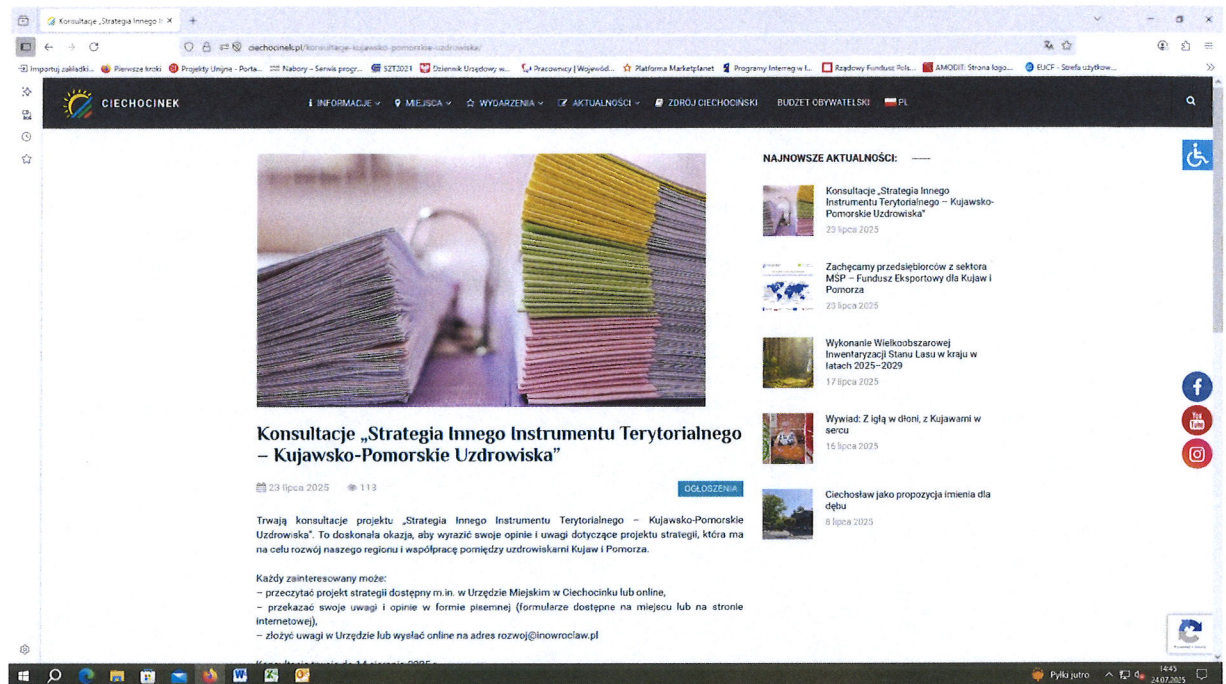 Konsultacje „Strategia Innego I
ciechocinek.pl/konsultacje-kujawsko-pomorskie-uzdrowiska/
Importuj zakładki... Pierwsze kroki Projekty Unijne - Porta... Nabory - Serwis progr... SZT2021 Dziennik Urzędowy w... Pracownicy | Wojewód... Platforma Marketplanet Programy Interreg w l... Rządowy Fundusz Pols... AMODIT: Strona logo... EUCF - Strefa użytkow...
CIECHOCINEK
INFORMACJE MIEJSCA WYDARZENIA AKTUALNOŚCI ZDRÓJ CIECHOCIŃSKI BUDŻET OBYWATELSKI PL
Konsultacje „Strategia Innego Instrumentu Terytorialnego
– Kujawsko-Pomorskie Uzdrowiska”
23 lipca 2025 113
OGŁOSZENIA
Trwają konsultacje projektu „Strategia Innego Instrumentu Terytorialnego – Kujawsko-Pomorskie
Uzdrowiska”. To doskonała okazja, aby wyrazić swoje opinie i uwagi dotyczące projektu strategii, która ma
na celu rozwój naszego regionu i współpracę pomiędzy uzdrowiskami Kujaw i Pomorza.
Każdy zainteresowany może:
– przeczytać projekt strategii dostępny m.in. w Urzędzie Miejskim w Ciechocinku lub online,
– przekazać swoje uwagi i opinie w formie pisemnej (formularze dostępne na miejscu lub na stronie
internetowej),
– złożyć uwagi w Urzędzie lub wysłać online na adres rozwoj@inowroclaw.pl
Konsultacje trwają do 14 sierpnia 2025 r.
NAJNOWSZE AKTUALNOŚCI:
Konsultacje „Strategia Innego
Instrumentu Terytorialnego – Kujawsko-
Pomorskie Uzdrowiska”
23 lipca 2025
Zachęcamy przedsiębiorców z sektora
MŚP – Fundusz Eksportowy dla Kujaw i
Pomorza
23 lipca 2025
Wykonanie Wielkoobszarowej
Inwentaryzacji Stanu Lasu w kraju w
latach 2025–2029
17 lipca 2025
Wywiad: Z igłą w dłoni, z Kujawami w
sercu
16 lipca 2025
Ciechosław jako propozycja imienia dla
dębu
8 lipca 2025
You
Tube
Pyłki jutro
14:45
24.07.2025